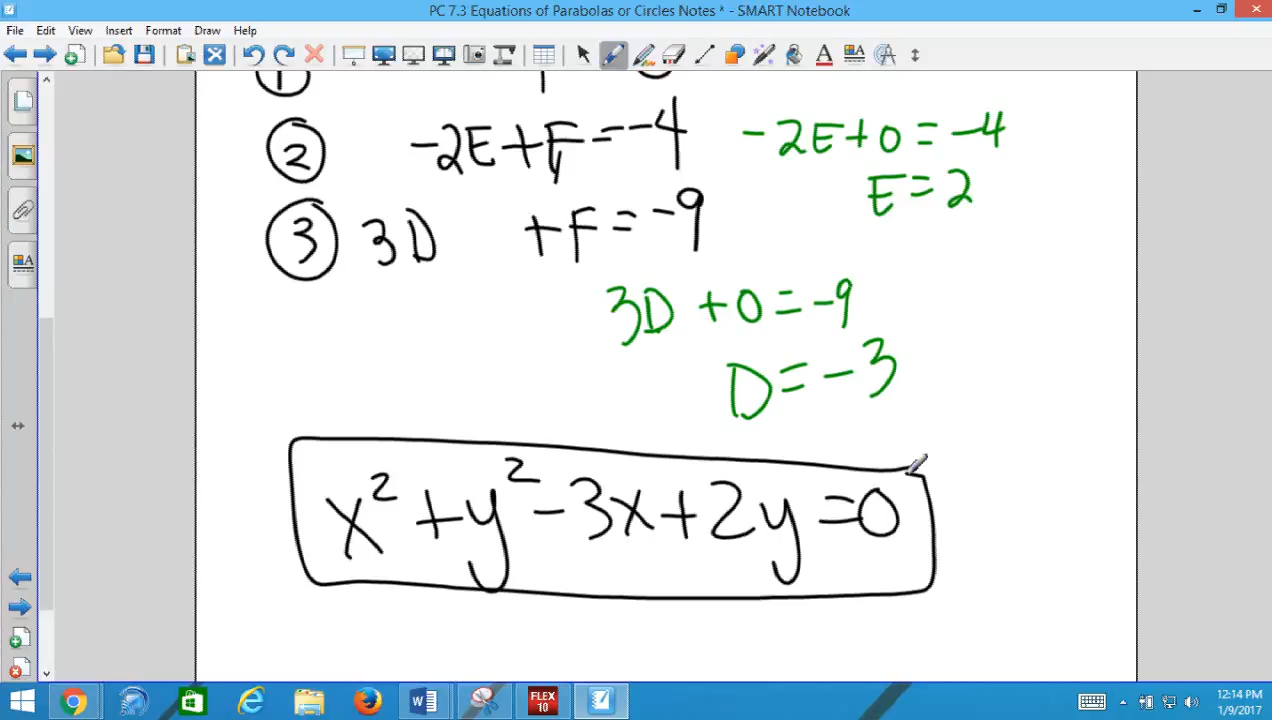 PC 7.3 Equations of Parabolas or Circles Notes * - SMART Notebook
File Edit View Insert Format Draw Help
② -2E+F=-4
-2E+0=-4
E=2
③ 3D +F=-9
3D+0=-9
D=-3
x²+y²-3x+2y=0
W FLEX 10
12:14 PM
1/9/2017